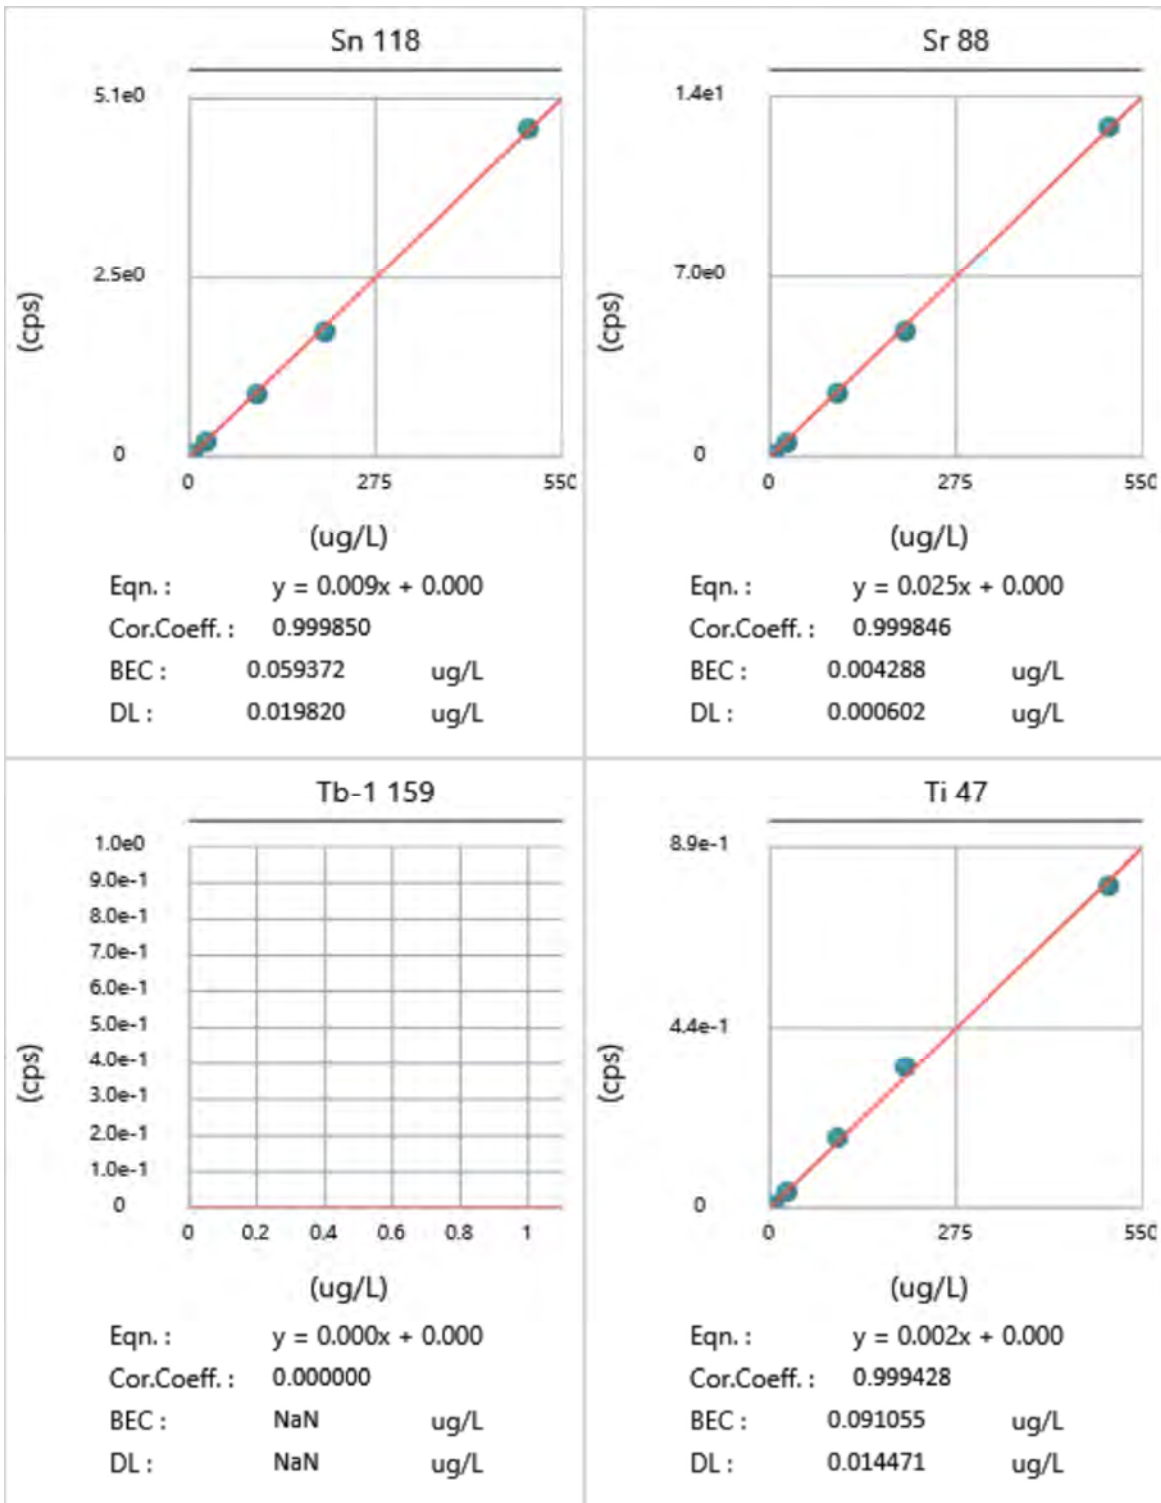 Sn 118
5.1e0
2.5e0
0
(cps)
0 275 550
(ug/L)
Eqn. : y = 0.009x + 0.000
Cor.Coeff. : 0.999850
BEC : 0.059372 ug/L
DL : 0.019820 ug/L
Sr 88
1.4e1
7.0e0
0
(cps)
0 275 550
(ug/L)
Eqn. : y = 0.025x + 0.000
Cor.Coeff. : 0.999846
BEC : 0.004288 ug/L
DL : 0.000602 ug/L
Tb-1 159
1.0e0
9.0e-1
8.0e-1
7.0e-1
6.0e-1
5.0e-1
4.0e-1
3.0e-1
2.0e-1
1.0e-1
0
(cps)
0 0.2 0.4 0.6 0.8 1
(ug/L)
Eqn. : y = 0.000x + 0.000
Cor.Coeff. : 0.000000
BEC : NaN ug/L
DL : NaN ug/L
Ti 47
8.9e-1
4.4e-1
0
(cps)
0 275 550
(ug/L)
Eqn. : y = 0.002x + 0.000
Cor.Coeff. : 0.999428
BEC : 0.091055 ug/L
DL : 0.014471 ug/L